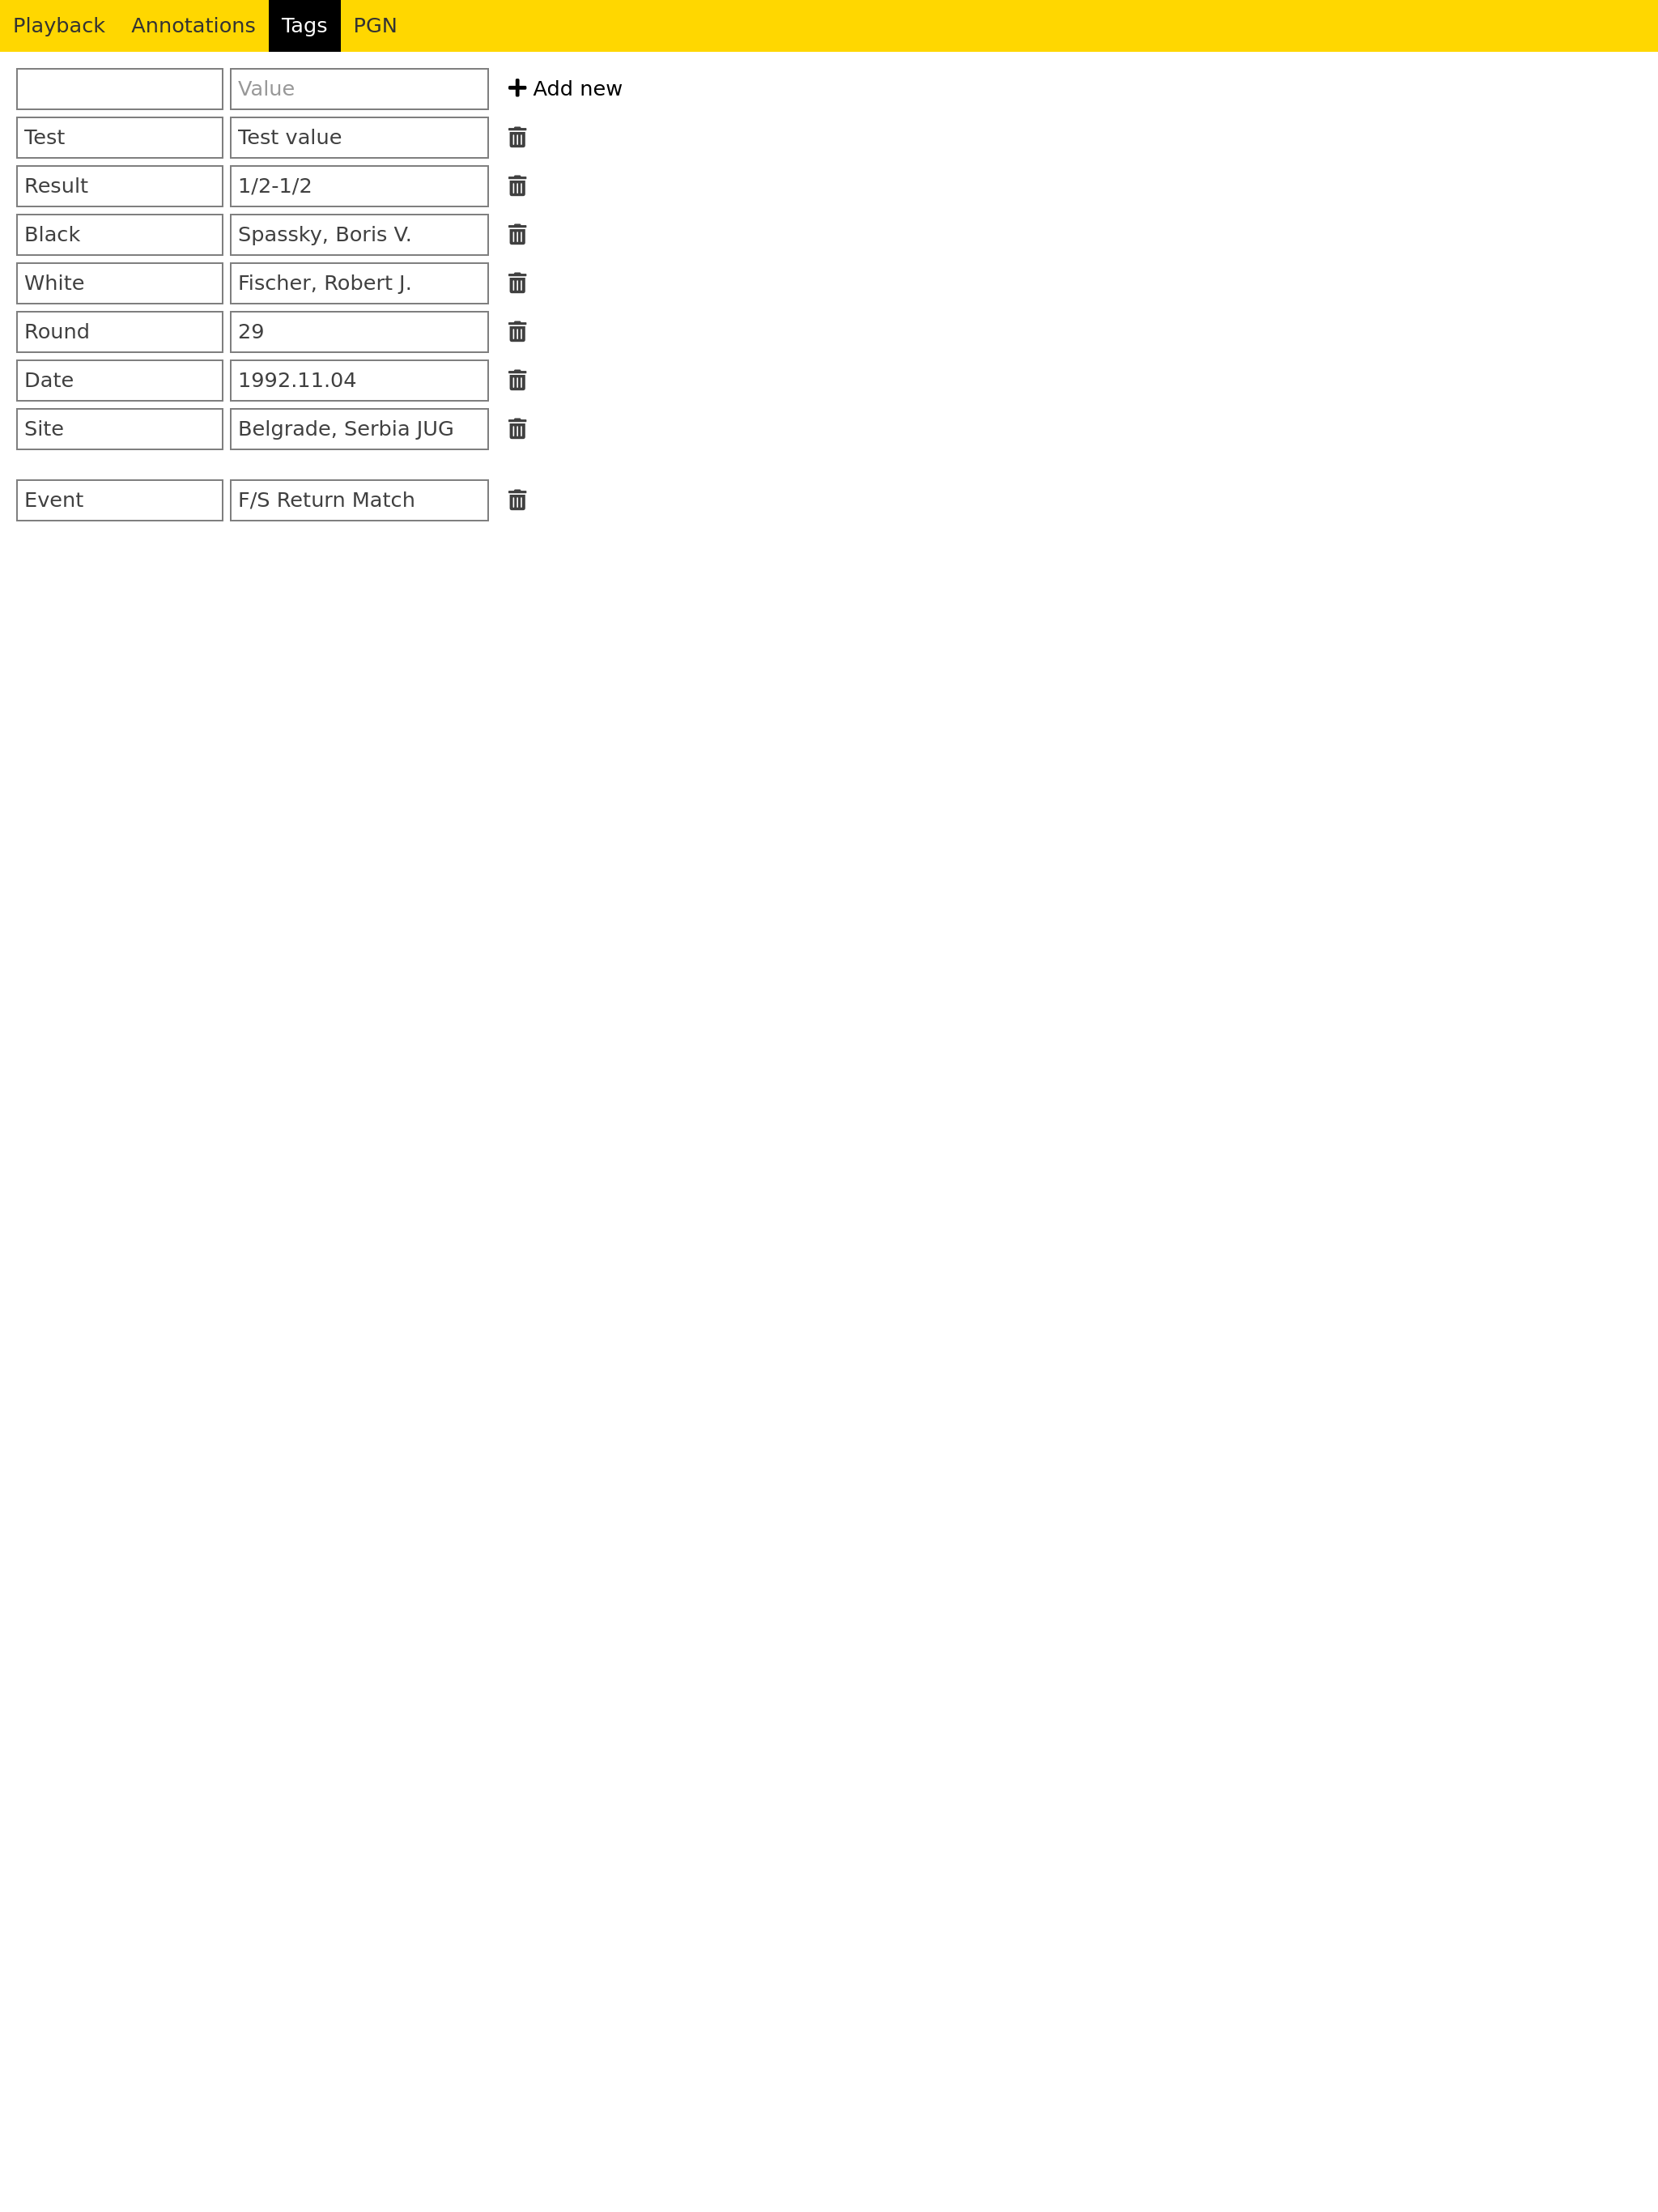 Playback Annotations Tags PGN
Value Add new
Test Test value
Result 1/2-1/2
Black Spassky, Boris V.
White Fischer, Robert J.
Round 29
Date 1992.11.04
Site Belgrade, Serbia JUG
Event F/S Return Match